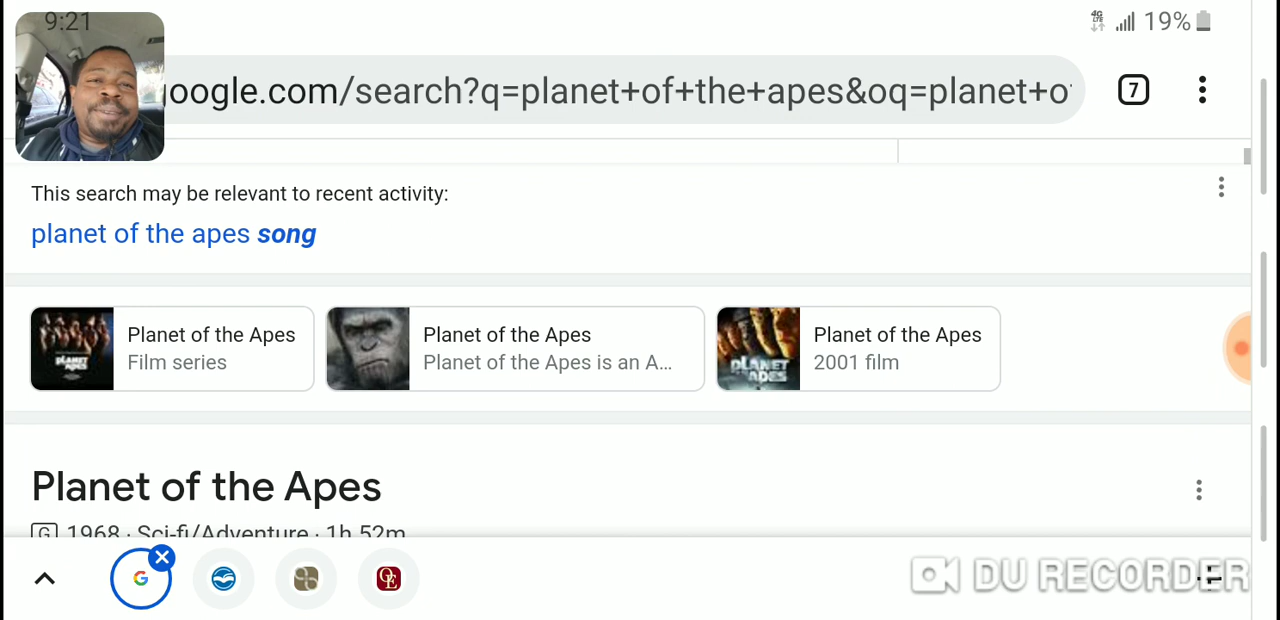 9:21
19%
oogle.com/search?q=planet+of+the+apes&oq=planet+o
7
This search may be relevant to recent activity:
planet of the apes song
Planet of the Apes
Film series
Planet of the Apes
Planet of the Apes is an A...
Planet of the Apes
2001 film
PLANET
APES
Planet of the Apes
G 1968 · Sci-fi/Adventure · 1h 52m
G
DU RECORDER